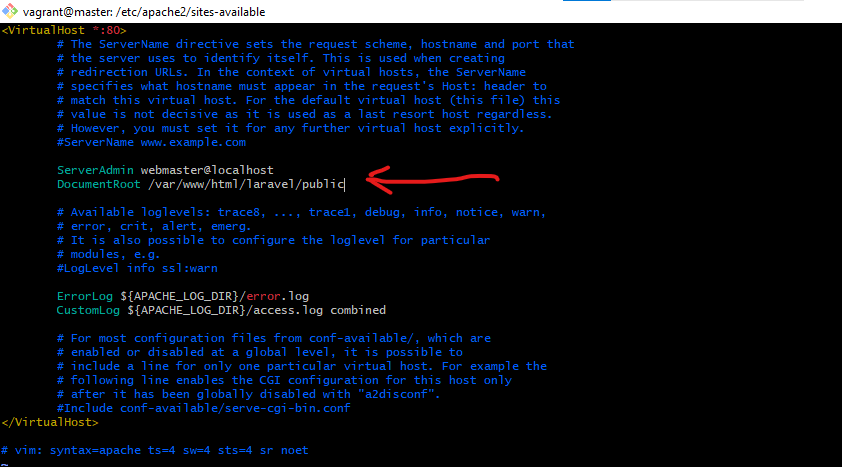 vagrant@master: /etc/apache2/sites-available
<VirtualHost *:80>
# The ServerName directive sets the request scheme, hostname and port that
# the server uses to identify itself. This is used when creating
# redirection URLs. In the context of virtual hosts, the ServerName
# specifies what hostname must appear in the request's Host: header to
# match this virtual host. For the default virtual host (this file) this
# value is not decisive as it is used as a last resort host regardless.
# However, you must set it for any further virtual host explicitly.
#ServerName www.example.com
ServerAdmin webmaster@localhost
DocumentRoot /var/www/html/laravel/public
# Available loglevels: trace8, ..., trace1, debug, info, notice, warn,
# error, crit, alert, emerg.
# It is also possible to configure the loglevel for particular
# modules, e.g.
#LogLevel info ssl:warn
ErrorLog ${APACHE_LOG_DIR}/error.log
CustomLog ${APACHE_LOG_DIR}/access.log combined
# For most configuration files from conf-available/, which are
# enabled or disabled at a global level, it is possible to
# include a line for only one particular virtual host. For example the
# following line enables the CGI configuration for this host only
# after it has been globally disabled with "a2disconf".
#Include conf-available/serve-cgi-bin.conf
</VirtualHost>
# vim: syntax=apache ts=4 sw=4 sts=4 sr noet
~